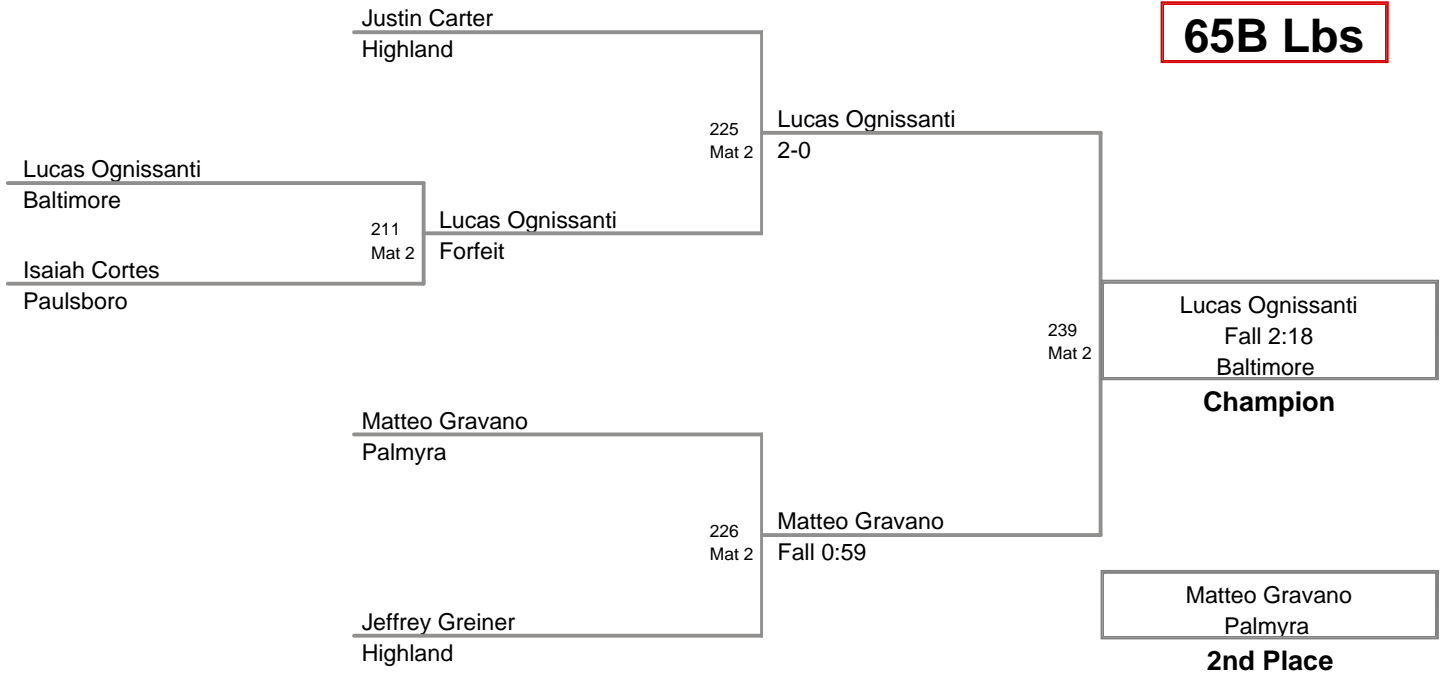 Justin Carter
Highland
65B Lbs
225
Mat 2
Lucas Ognissanti
2-0
Lucas Ognissanti
Baltimore
211
Mat 2
Lucas Ognissanti
Forfeit
Isaiah Cortes
Paulsboro
239
Mat 2
Lucas Ognissanti
Fall 2:18
Baltimore
Champion
Matteo Gravano
Palmyra
226
Mat 2
Matteo Gravano
Fall 0:59
Jeffrey Greiner
Highland
Matteo Gravano
Palmyra
2nd Place